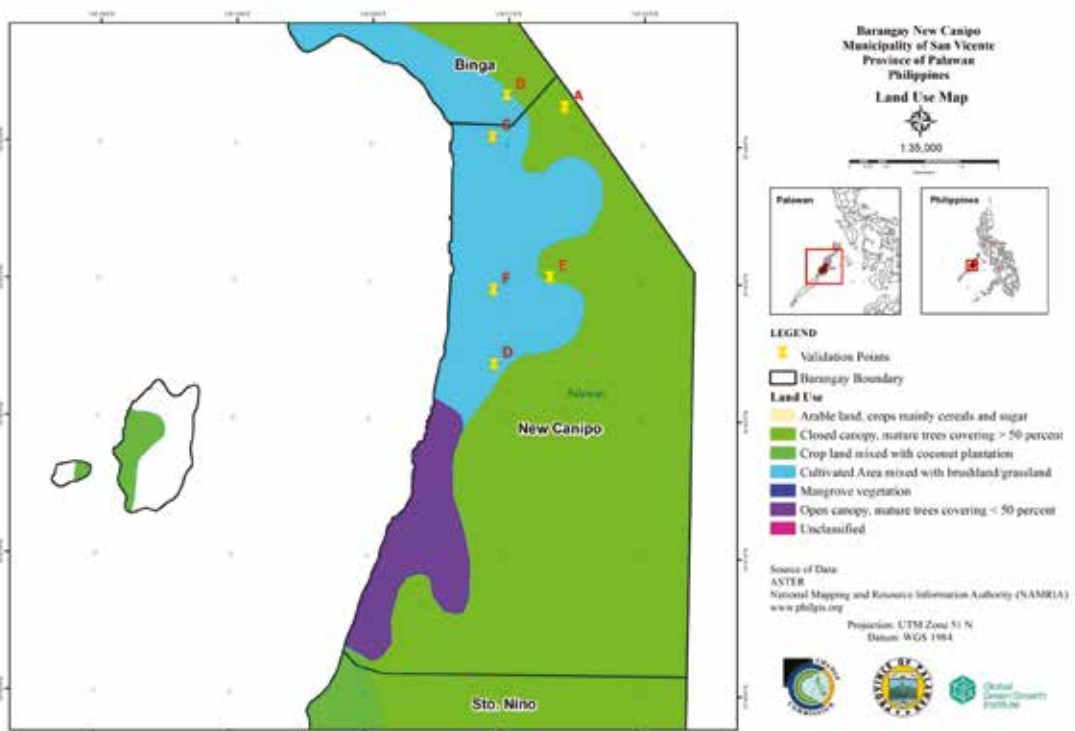 Binga
B
A
C
E
F
D
Palawan
New Canipo
Sto. Nino
Barangay New Canipo
Municipality of San Vicente
Province of Palawan
Philippines
Land Use Map
1:35,000
Palawan
Philippines
LEGEND
Validation Points
Barangay Boundary
Land Use
Arable land, crops mainly cereals and sugar
Closed canopy, mature trees covering > 50 percent
Crop land mixed with coconut plantation
Cultivated Area mixed with brushland/grassland
Mangrove vegetation
Open canopy, mature trees covering < 50 percent
Unclassified
Source of Data:
ASTER
National Mapping and Resource Information Authority (NAMRIA)
www.philgis.org
Projection: UTM Zone 51 N
Datum: WGS 1984
PROVINCE OF PALAWAN
Global
Green Growth
Institute